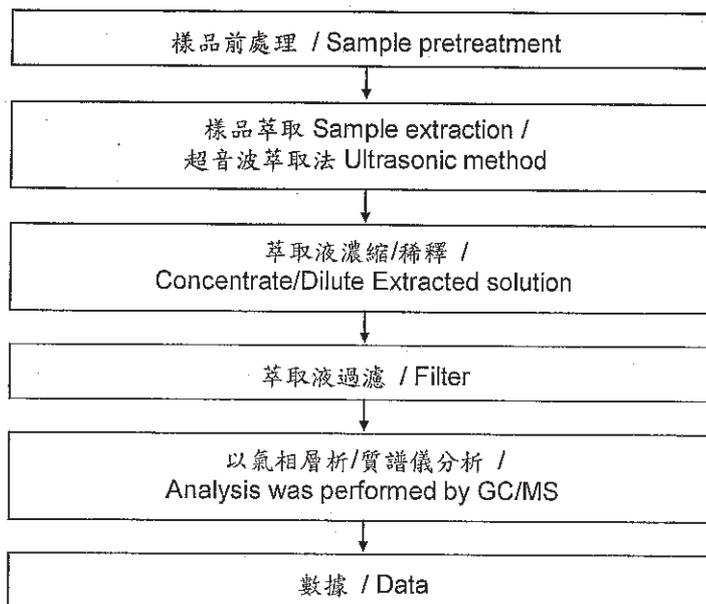 樣品前處理 / Sample pretreatment
樣品萃取 Sample extraction /
超音波萃取法 Ultrasonic method
萃取液濃縮/稀釋 /
Concentrate/Dilute Extracted solution
萃取液過濾 / Filter
以氣相層析/質譜儀分析 /
Analysis was performed by GC/MS
數據 / Data